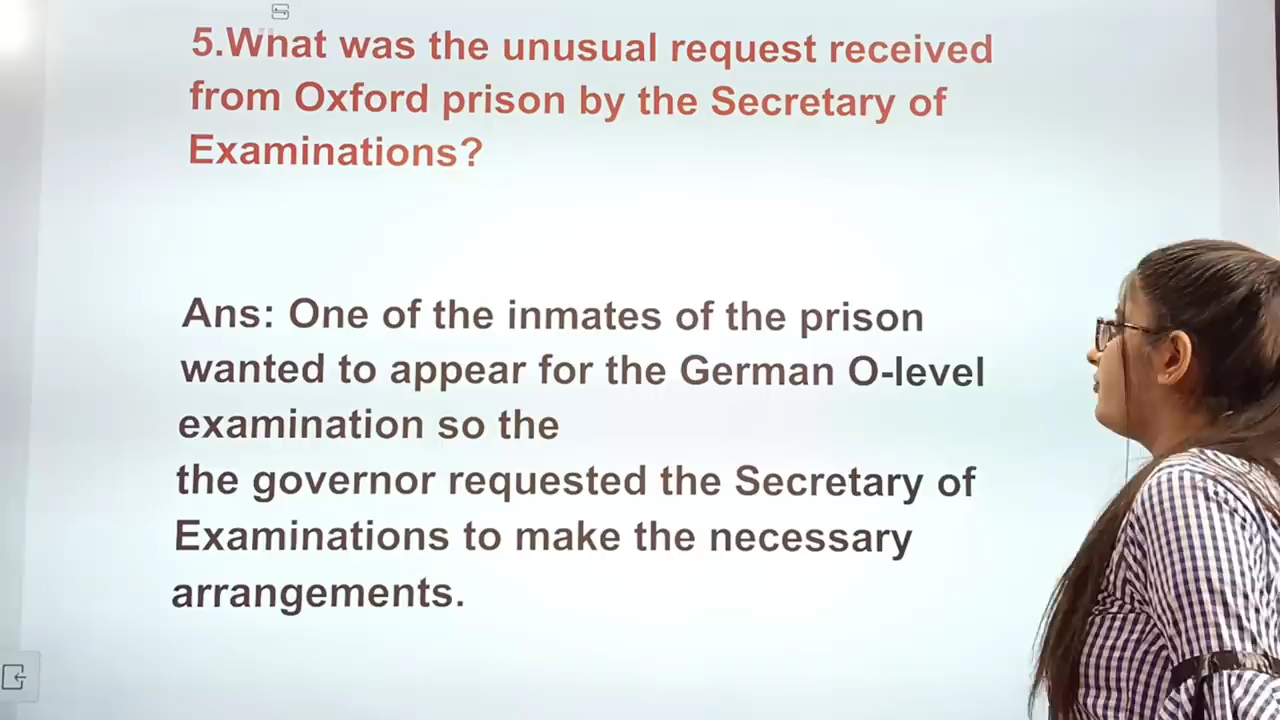 5.What was the unusual request received
from Oxford prison by the Secretary of
Examinations?
Ans: One of the inmates of the prison
wanted to appear for the German O-level
examination so the
the governor requested the Secretary of
Examinations to make the necessary
arrangements.